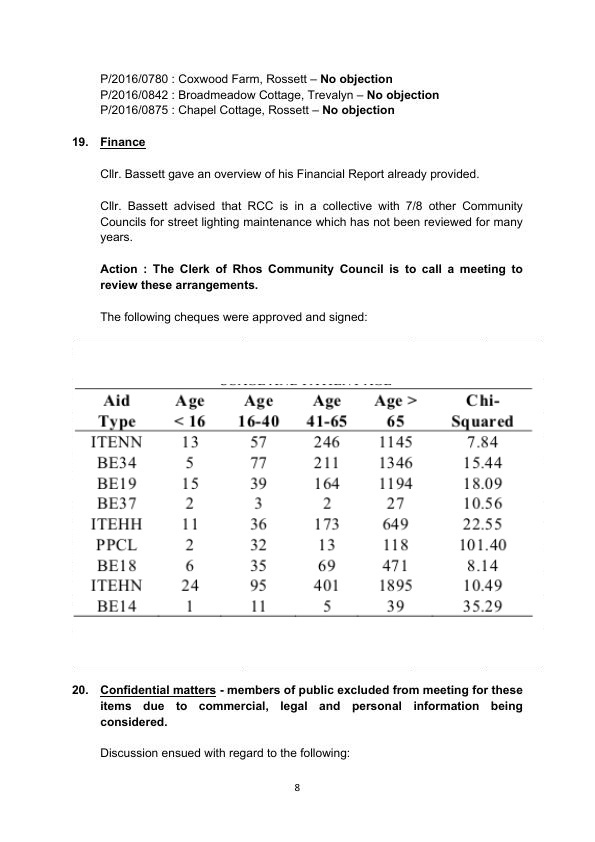 P/2016/0780 : Coxwood Farm, Rossett – No objection
P/2016/0842 : Broadmeadow Cottage, Trevalyn – No objection
P/2016/0875 : Chapel Cottage, Rossett – No objection
19. Finance
Cllr. Bassett gave an overview of his Financial Report already provided.
Cllr. Bassett advised that RCC is in a collective with 7/8 other Community
Councils for street lighting maintenance which has not been reviewed for many
years.
Action : The Clerk of Rhos Community Council is to call a meeting to
review these arrangements.
The following cheques were approved and signed:
Aid Age Age Age Age > Chi-
Type < 16 16-40 41-65 65 Squared
ITENN 13 57 246 1145 7.84
BE34 5 77 211 1346 15.44
BE19 15 39 164 1194 18.09
BE37 2 3 2 27 10.56
ITEHH 11 36 173 649 22.55
PPCL 2 32 13 118 101.40
BE18 6 35 69 471 8.14
ITEHN 24 95 401 1895 10.49
BE14 1 11 5 39 35.29
20. Confidential matters - members of public excluded from meeting for these
items due to commercial, legal and personal information being
considered.
Discussion ensued with regard to the following:
8